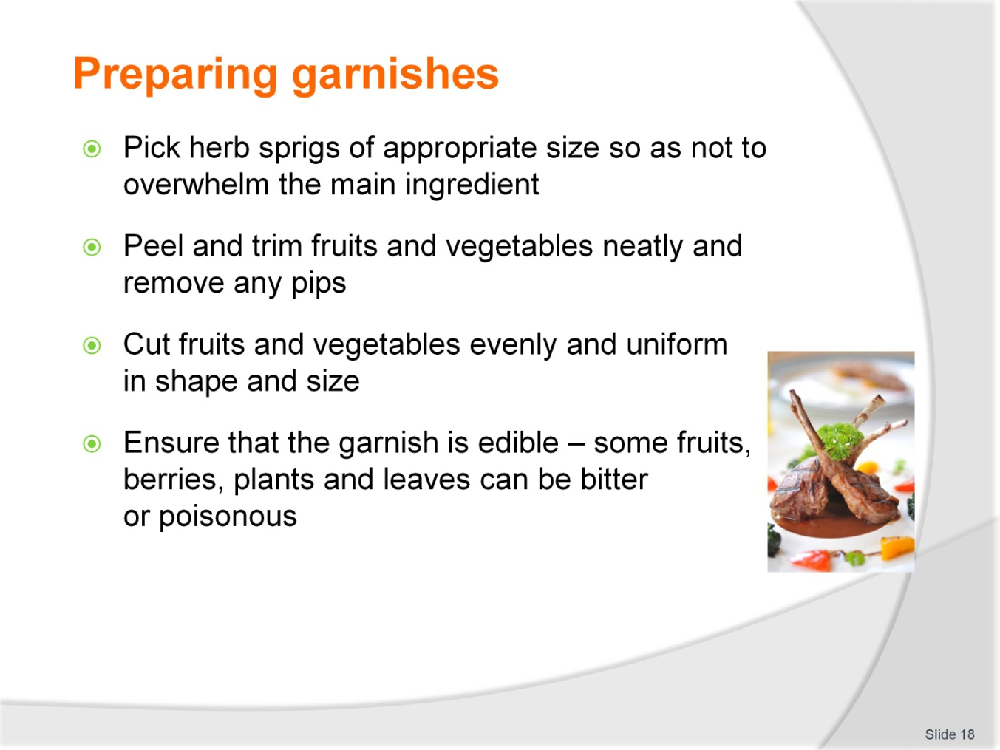 Preparing garnishes
Pick herb sprigs of appropriate size so as not to
overwhelm the main ingredient
Peel and trim fruits and vegetables neatly and
remove any pips
Cut fruits and vegetables evenly and uniform
in shape and size
Ensure that the garnish is edible – some fruits,
berries, plants and leaves can be bitter
or poisonous
Slide 18